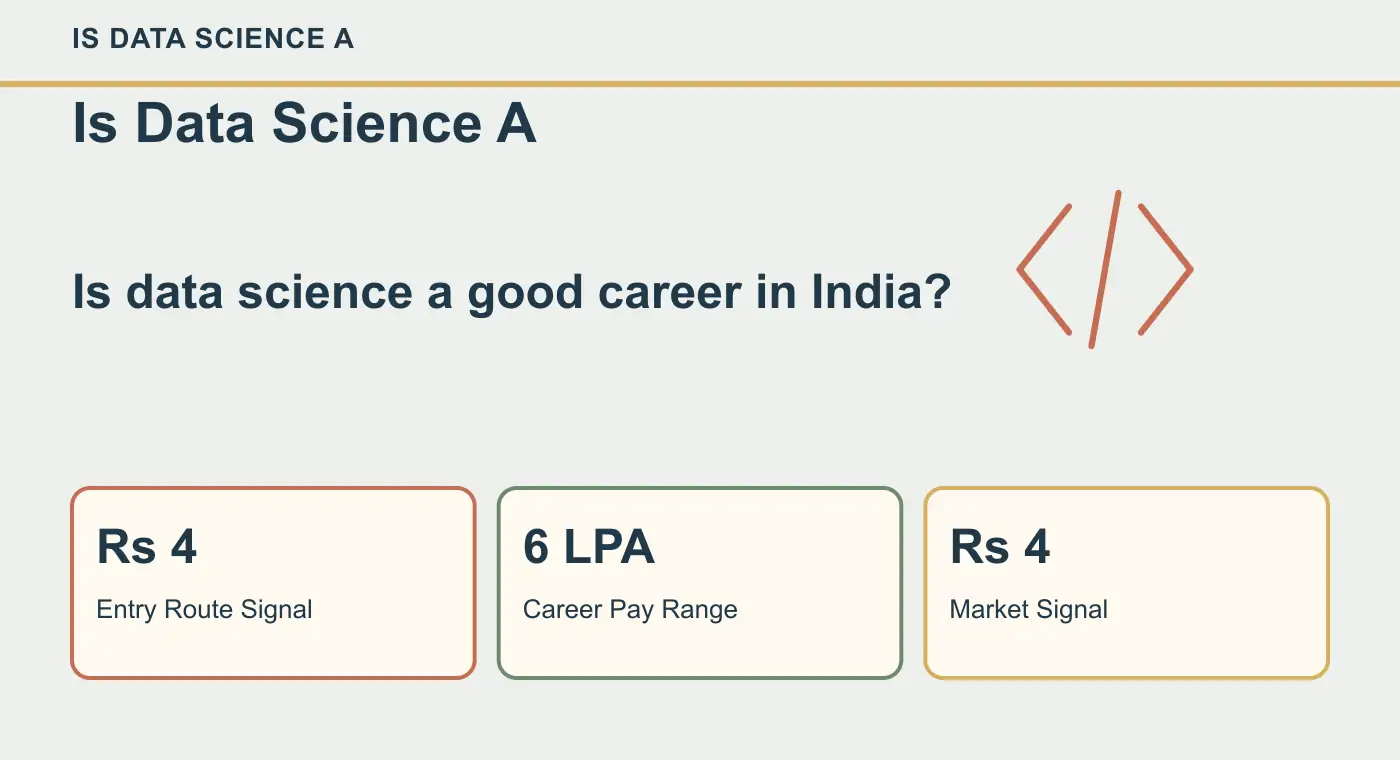 IS DATA SCIENCE A
Is Data Science A
Is data science a good career in India?
Rs 4
Entry Route Signal
6 LPA
Career Pay Range
Rs 4
Market Signal